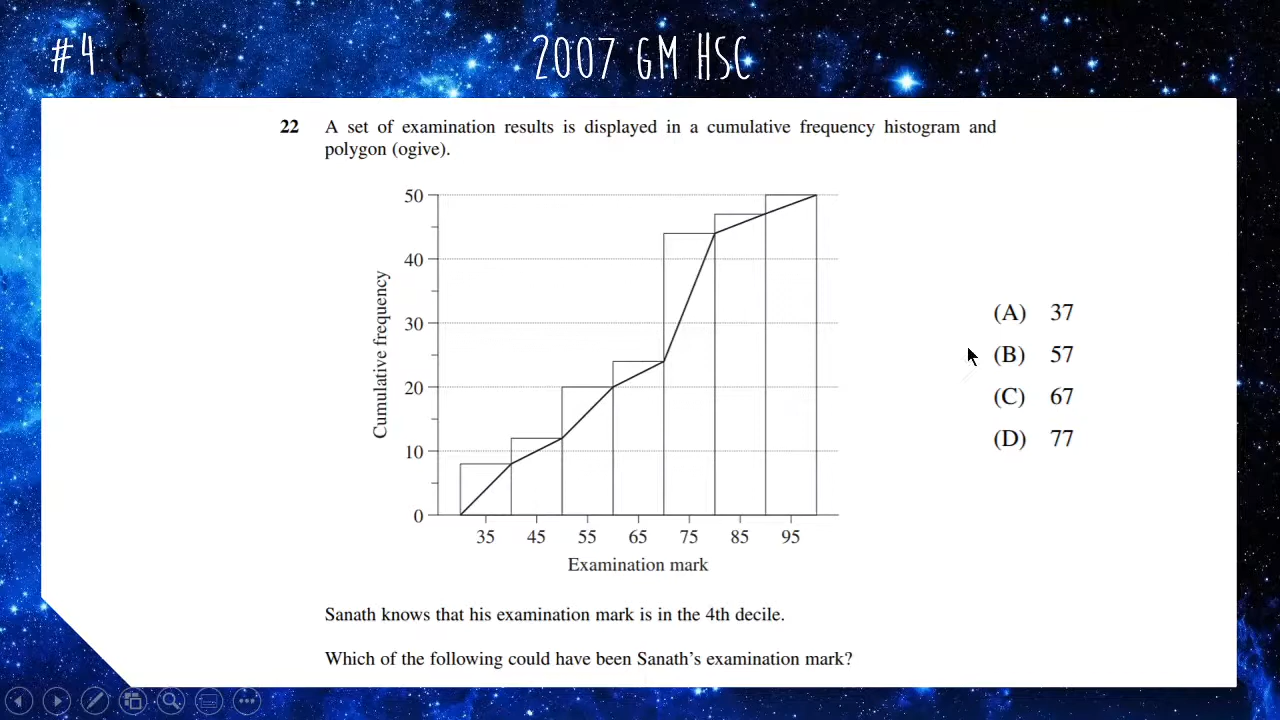 #4
2007 GM HSC
22 A set of examination results is displayed in a cumulative frequency histogram and
polygon (ogive).
50
40
30
20
10
0
Cumulative frequency
35 45 55 65 75 85 95
Examination mark
(A) 37
(B) 57
(C) 67
(D) 77
Sanath knows that his examination mark is in the 4th decile.
Which of the following could have been Sanath's examination mark?